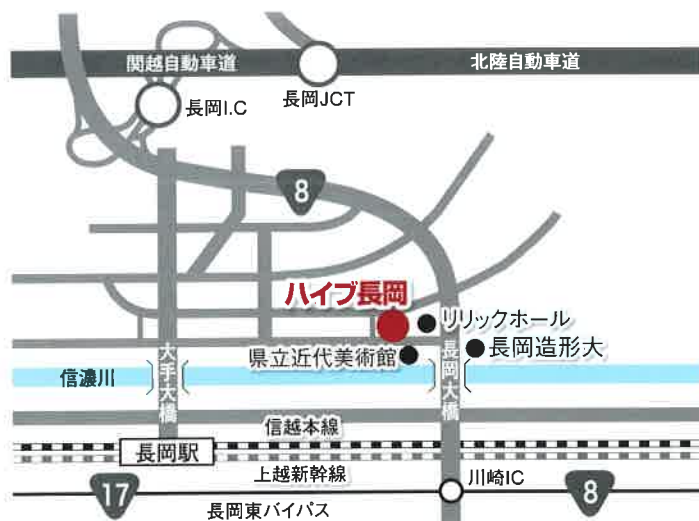 関越自動車道
北陸自動車道
長岡I.C
長岡JCT
8
ハイブ長岡
リリックホール
県立近代美術館
長岡造形大
大手大橋
長岡大橋
信濃川
信越本線
長岡駅
上越新幹線
川崎IC
17
8
長岡東バイパス